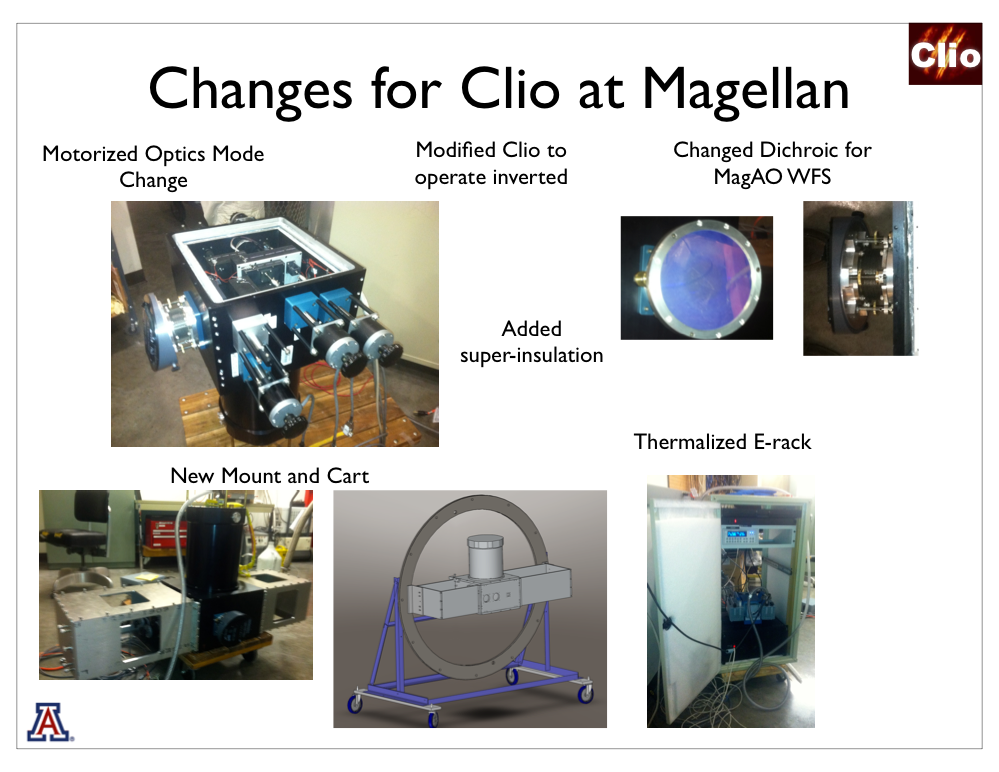 Clio
Changes for Clio at Magellan
Motorized Optics Mode
Change
Modified Clio to
operate inverted
Changed Dichroic for
MagAO WFS
Added
super-insulation
Thermalized E-rack
New Mount and Cart
A